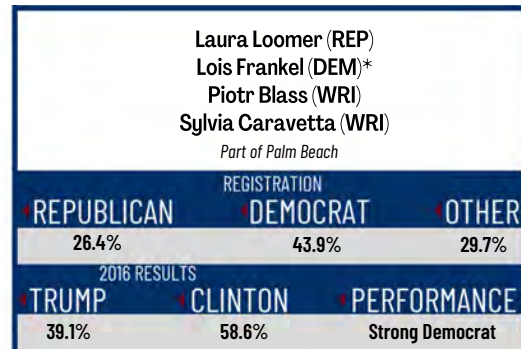 Laura Loomer (REP)
Lois Frankel (DEM)*
Piotr Blass (WRI)
Sylvia Caravetta (WRI)
Part of Palm Beach
REGISTRATION
REPUBLICAN DEMOCRAT OTHER
26.4% 43.9% 29.7%
2016 RESULTS
TRUMP CLINTON PERFORMANCE
39.1% 58.6% Strong Democrat